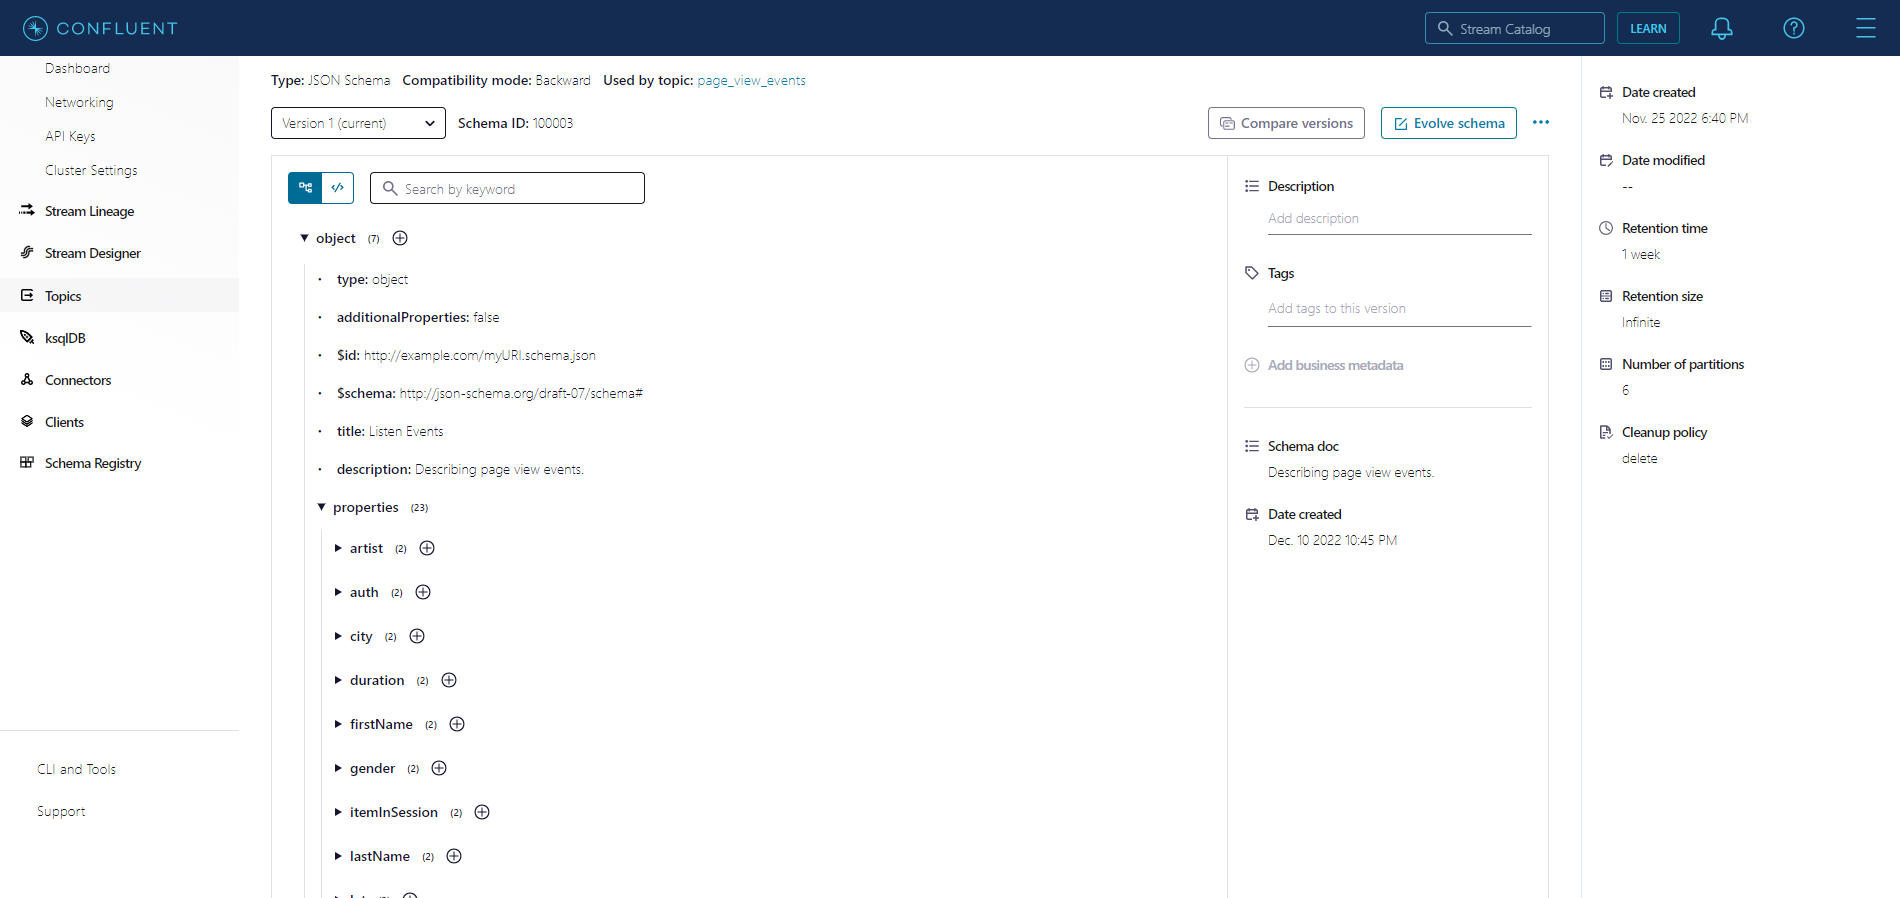 CONFLUENT
Stream Catalog
LEARN
Dashboard
Networking
API Keys
Cluster Settings
Stream Lineage
Stream Designer
Topics
ksqlDB
Connectors
Clients
Schema Registry
CLI and Tools
Support
Type: JSON Schema Compatibility mode: Backward Used by topic: page_view_events
Version 1 (current)
Schema ID: 100003
Compare versions
Evolve schema
Search by keyword
object (7)
type: object
additionalProperties: false
$id: http://example.com/myURI.schema.json
$schema: http://json-schema.org/draft-07/schema#
title: Listen Events
description: Describing page view events.
properties (23)
artist (2)
auth (2)
city (2)
duration (2)
firstName (2)
gender (2)
itemInSession (2)
lastName (2)
Description
Add description
Tags
Add tags to this version
Add business metadata
Schema doc
Describing page view events.
Date created
Dec. 10 2022 10:45 PM
Date created
Nov. 25 2022 6:40 PM
Date modified
--
Retention time
1 week
Retention size
Infinite
Number of partitions
6
Cleanup policy
delete